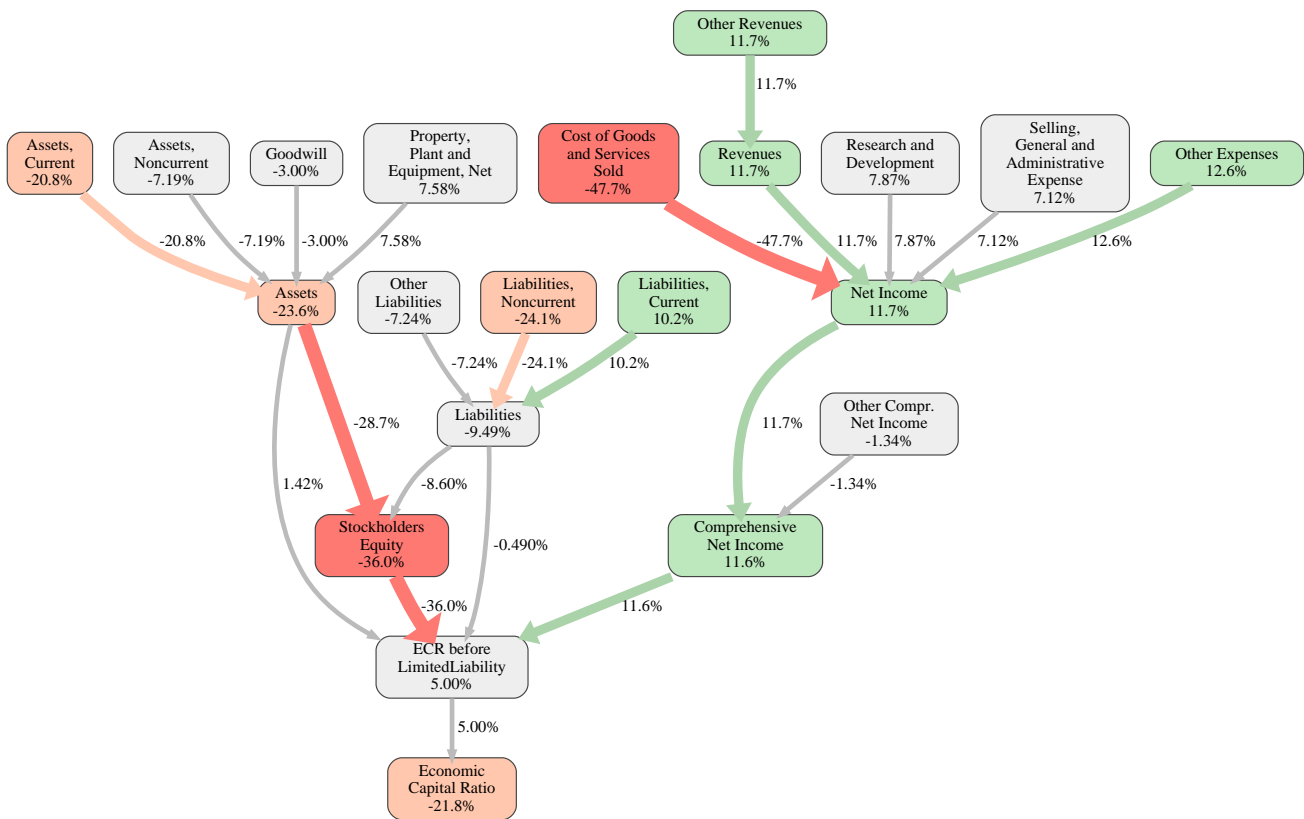 Other Revenues
11.7%
11.7%
Assets,
Current
-20.8%
Assets,
Noncurrent
-7.19%
Goodwill
-3.00%
Property,
Plant and
Equipment, Net
7.58%
Cost of Goods
and Services
Sold
-47.7%
Revenues
11.7%
Research and
Development
7.87%
Selling,
General and
Administrative
Expense
7.12%
Other Expenses
12.6%
-20.8%
-7.19%
-3.00%
7.58%
-47.7%
11.7%
7.87%
7.12%
12.6%
Assets
-23.6%
Other
Liabilities
-7.24%
Liabilities,
Noncurrent
-24.1%
Liabilities,
Current
10.2%
Net Income
11.7%
-7.24%
-24.1%
10.2%
Liabilities
-9.49%
-28.7%
11.7%
Other Compr.
Net Income
-1.34%
1.42%
-8.60%
-1.34%
Stockholders
Equity
-36.0%
-0.490%
Comprehensive
Net Income
11.6%
-36.0%
11.6%
ECR before
LimitedLiability
5.00%
5.00%
Economic
Capital Ratio
-21.8%